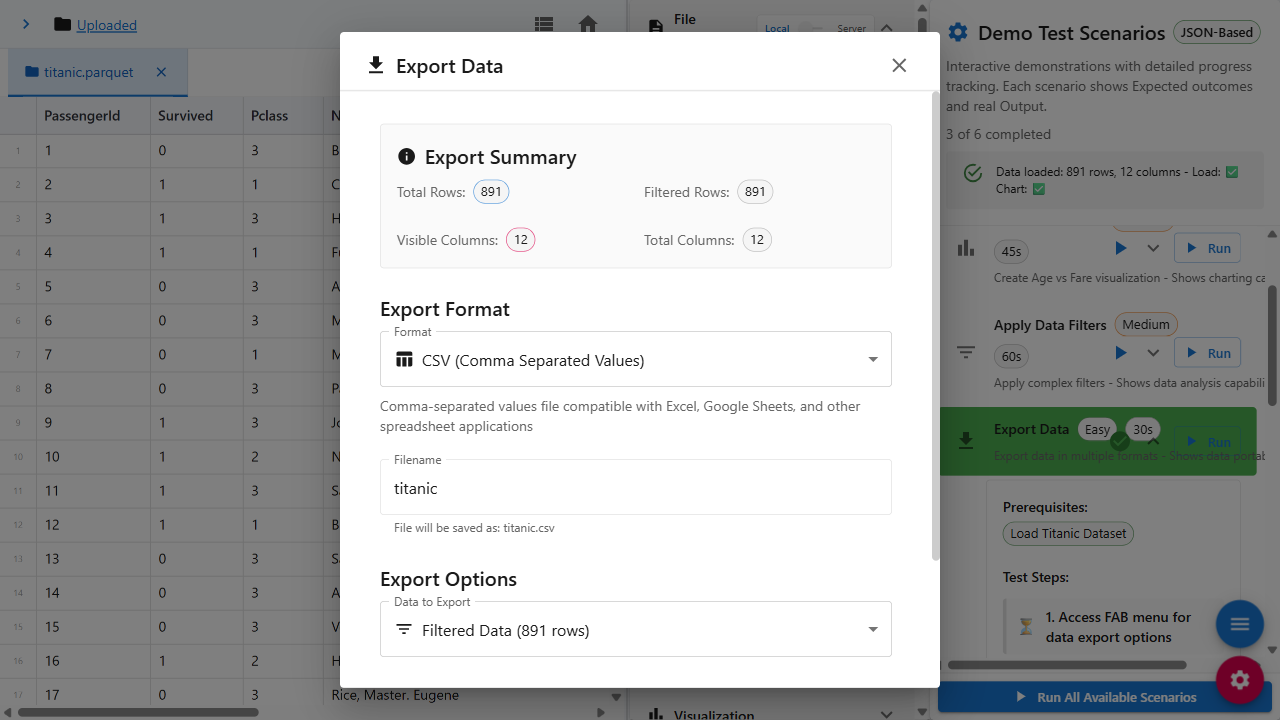 Uploaded
titanic.parquet
PassengerId Survived Pclass N
1 1 0 3 B
2 2 1 1 C
3 3 1 3 H
4 4 1 1 F
5 5 0 3 A
6 6 0 3 M
7 7 0 1 M
8 8 0 3 P
9 9 1 3 J
10 10 1 2 N
11 11 1 3 S
12 12 1 1 B
13 13 0 3 S
14 14 0 3 A
15 15 0 3 V
16 16 1 2 H
17 17 0 3 Rice, Master. Eugene
File
Local Server
Visualization
Export Data
Export Summary
Total Rows: 891
Filtered Rows: 891
Visible Columns: 12
Total Columns: 12
Export Format
Format
CSV (Comma Separated Values)
Comma-separated values file compatible with Excel, Google Sheets, and other
spreadsheet applications
Filename
titanic
File will be saved as: titanic.csv
Export Options
Data to Export
Filtered Data (891 rows)
Demo Test Scenarios JSON-Based
Interactive demonstrations with detailed progress
tracking. Each scenario shows Expected outcomes
and real Output.
3 of 6 completed
Data loaded: 891 rows, 12 columns - Load: ✅
Chart: ✅
45s Run
Create Age vs Fare visualization - Shows charting ca
Apply Data Filters Medium
60s Run
Apply complex filters - Shows data analysis capabili
Export Data Easy 30s Run
Export data in multiple formats - Shows data portab
Prerequisites:
Load Titanic Dataset
Test Steps:
1. Access FAB menu for
data export options
Run All Available Scenarios